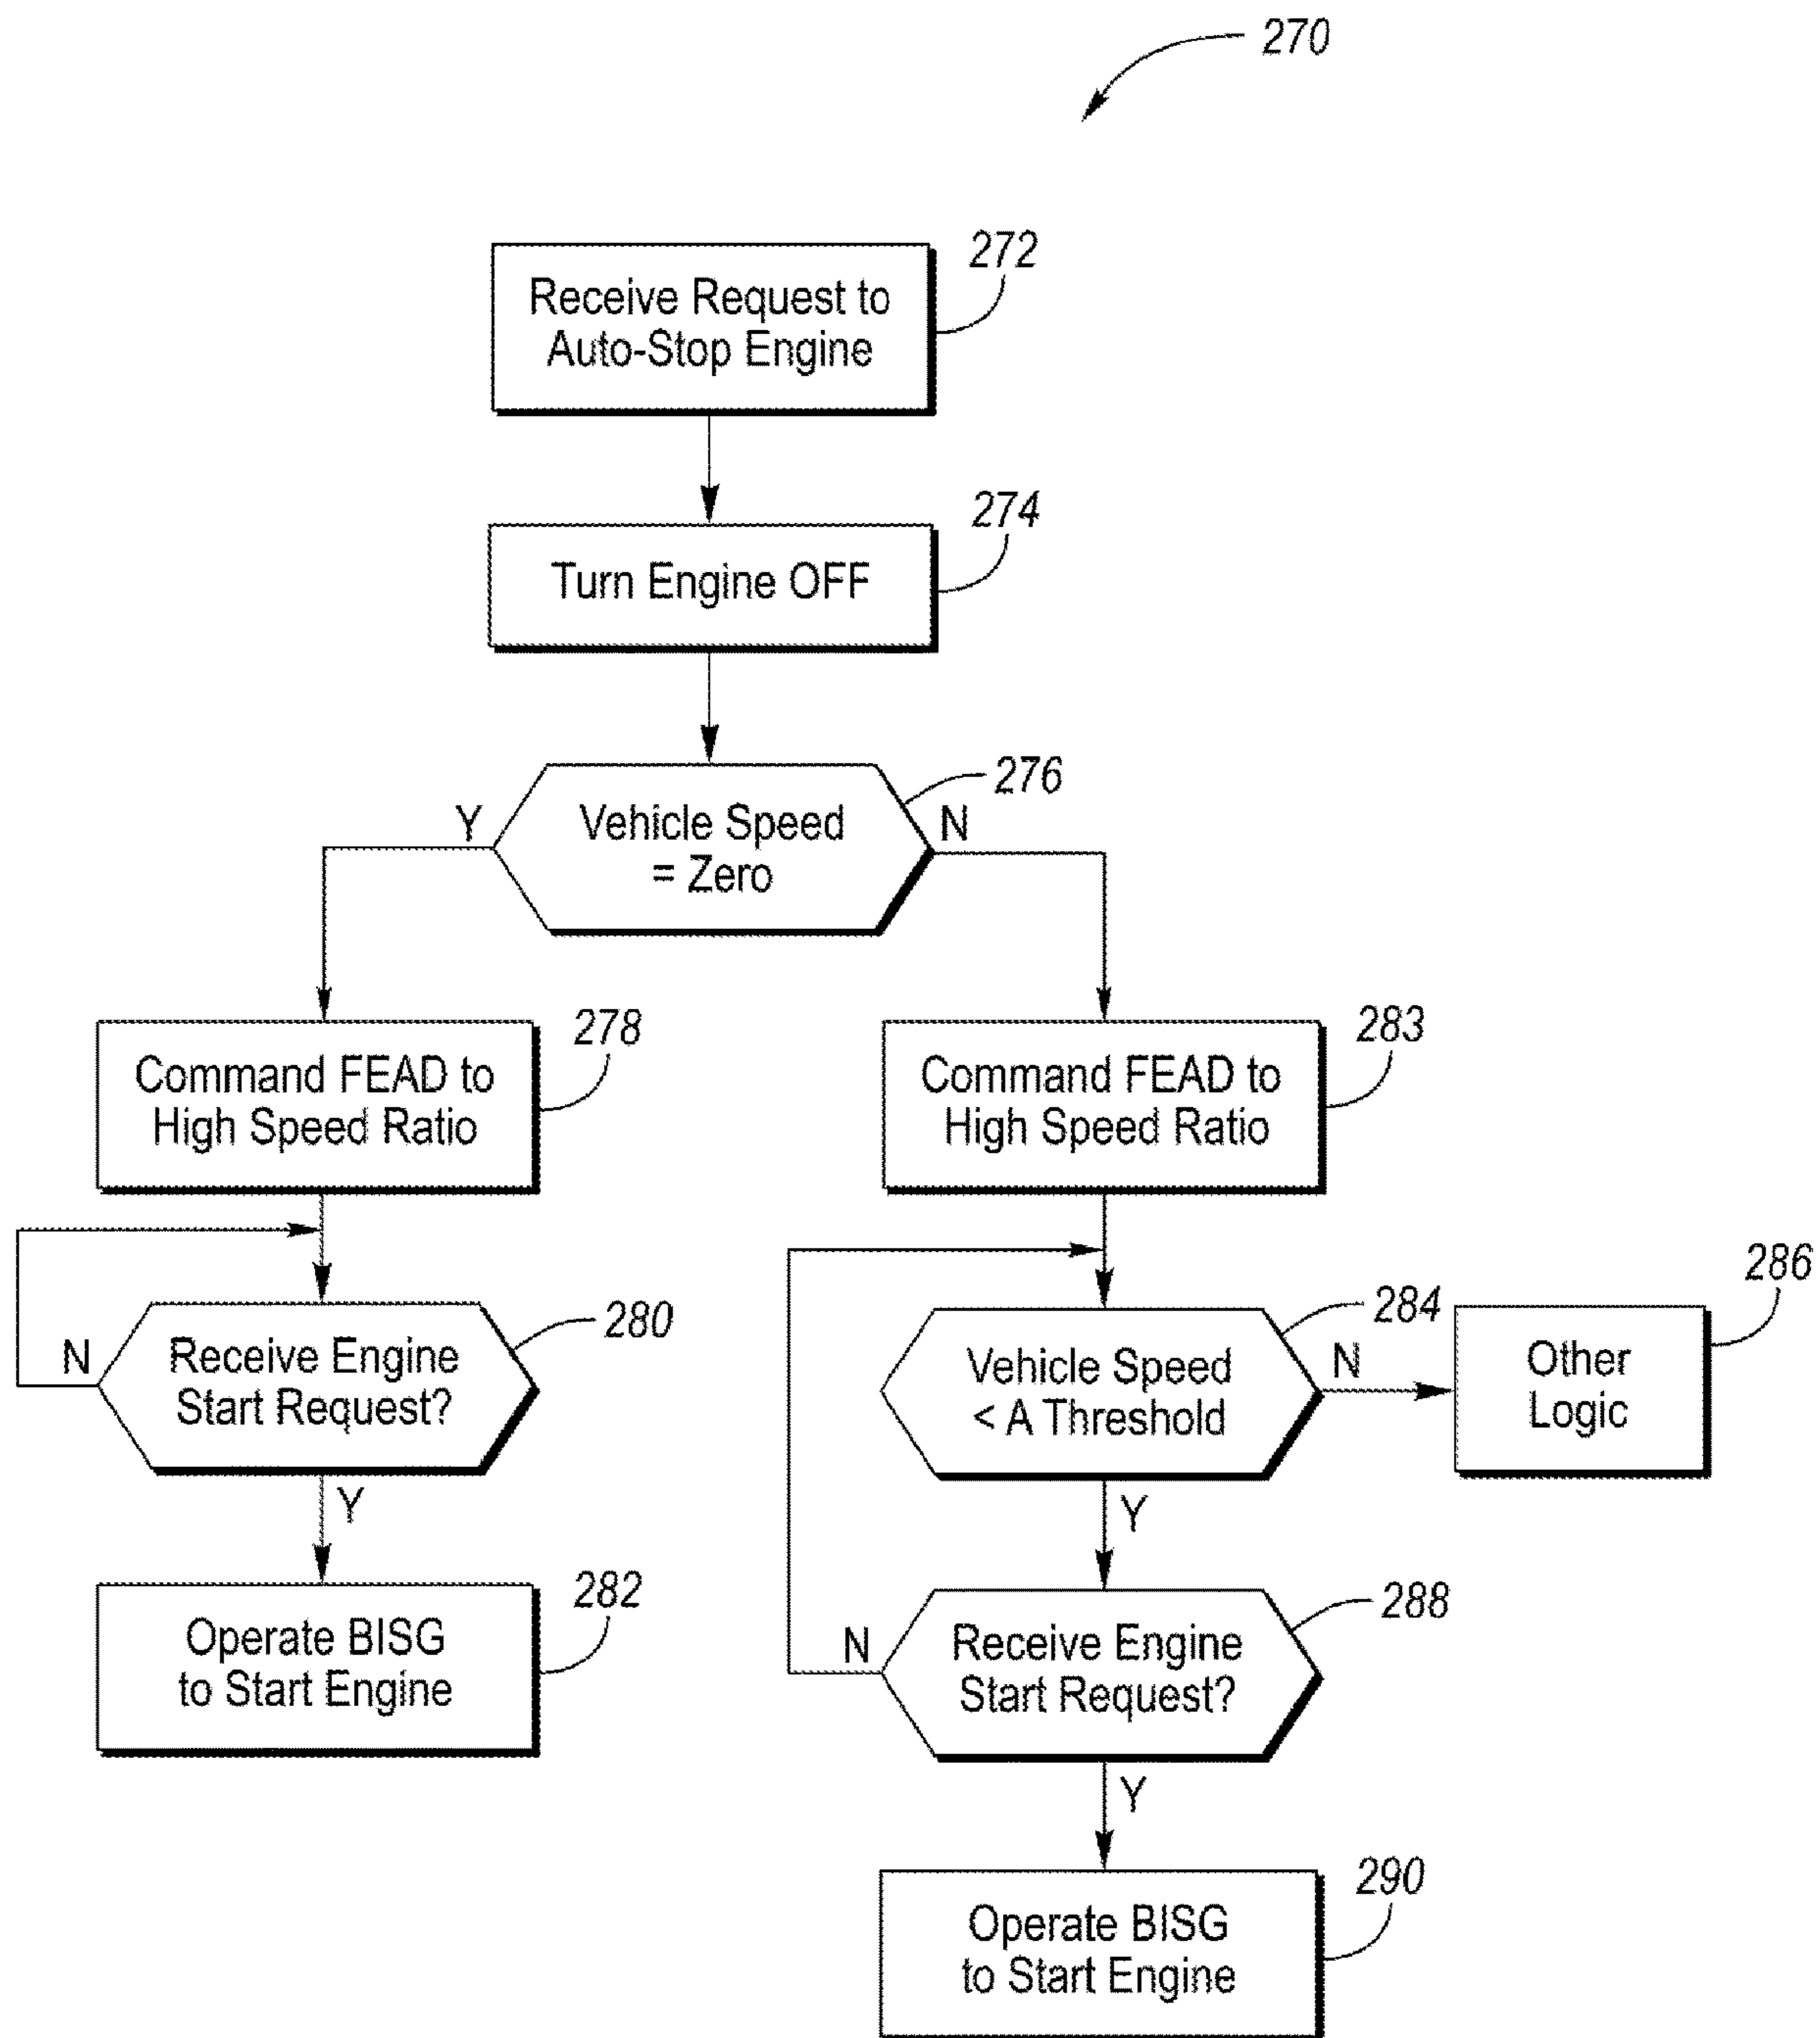 270
272
Receive Request to
Auto-Stop Engine
274
Turn Engine OFF
276
Y
Vehicle Speed
= Zero
N
278
Command FEAD to
High Speed Ratio
283
Command FEAD to
High Speed Ratio
280
N
Receive Engine
Start Request?
Y
284
Vehicle Speed
< A Threshold
N
286
Other
Logic
Y
282
Operate BISG
to Start Engine
288
N
Receive Engine
Start Request?
Y
290
Operate BISG
to Start Engine